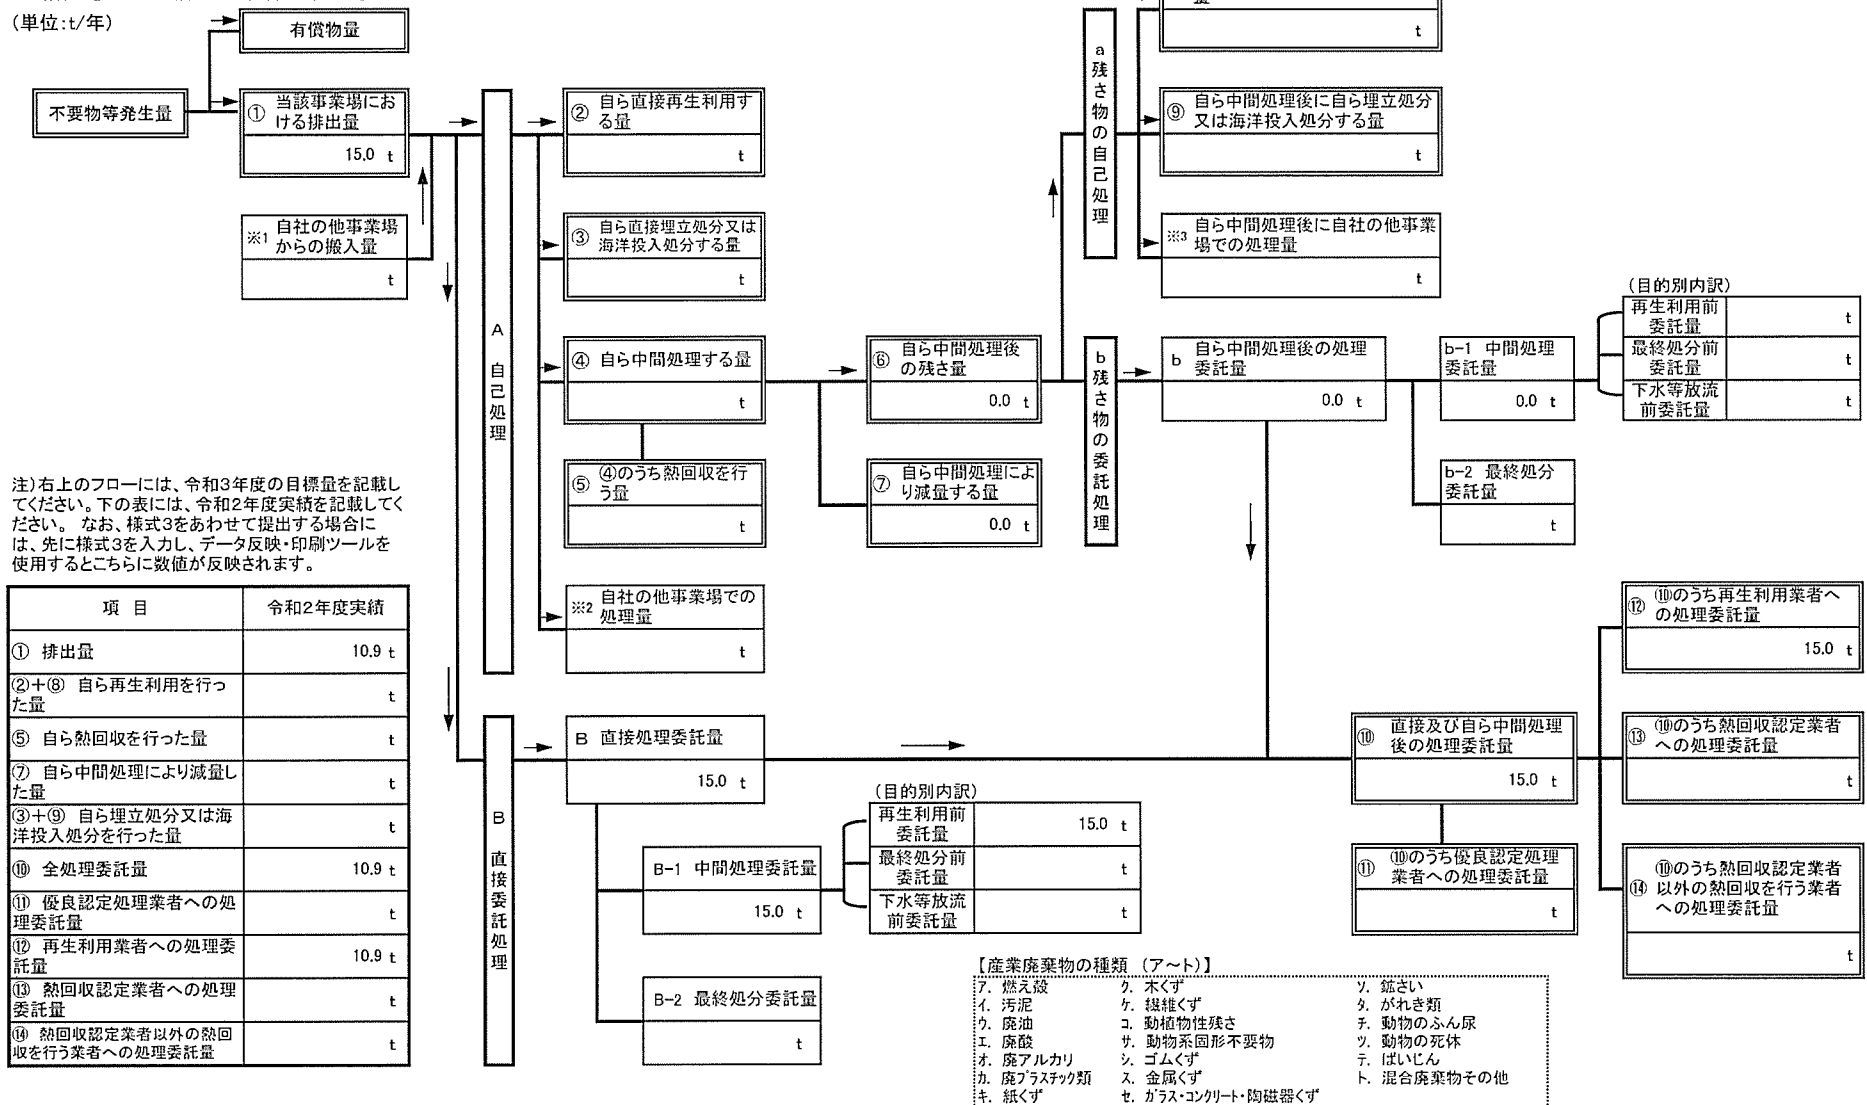 (単位:t/年)
有償物量
不要物等発生量
① 当該事業場にお
ける排出量
15.0 t
※1 自社の他事業場
からの搬入量
t
A 自己処理
② 自ら直接再生利用す
る量
t
③ 自ら直接埋立処分又は
海洋投入処分する量
t
④ 自ら中間処理する量
t
⑤ ④のうち熱回収を行
う量
t
※2 自社の他事業場での
処理量
t
⑥ 自ら中間処理後
の残さ量
0.0 t
⑦ 自ら中間処理によ
り減量する量
0.0 t
a 残さ物の自己処理
量
t
⑨ 自ら中間処理後に自ら埋立処分
又は海洋投入処分する量
t
※3 自ら中間処理後に自社の他事業
場での処理量
t
b 残さ物の委託処理
b 自ら中間処理後の処理
委託量
0.0 t
b-1 中間処理
委託量
0.0 t
(目的別内訳)
再生利用前
委託量
t
最終処分前
委託量
t
下水等放流
前委託量
t
b-2 最終処分
委託量
t
注)右上のフローには、令和3年度の目標量を記載し
てください。下の表には、令和2年度実績を記載してく
ださい。 なお、様式3をあわせて提出する場合に
は、先に様式3を入力し、データ反映・印刷ツールを
使用するとこちらに数値が反映されます。
項 目 令和2年度実績
① 排出量 10.9 t
②+⑧ 自ら再生利用を行っ
た量
t
⑤ 自ら熱回収を行った量 t
⑦ 自ら中間処理により減量し
た量
t
③+⑨ 自ら埋立処分又は海
洋投入処分を行った量
t
⑩ 全処理委託量 10.9 t
⑪ 優良認定処理業者への処
理委託量
t
⑫ 再生利用業者への処理委
託量
10.9 t
⑬ 熱回収認定業者への処理
委託量
t
⑭ 熱回収認定業者以外の熱回
収を行う業者への処理委託量
t
B 直接委託処理
B 直接処理委託量
15.0 t
B-1 中間処理委託量
15.0 t
(目的別内訳)
再生利用前
委託量
15.0 t
最終処分前
委託量
t
下水等放流
前委託量
t
B-2 最終処分委託量
t
⑩ 直接及び自ら中間処理
後の処理委託量
15.0 t
⑪ ⑩のうち優良認定処理
業者への処理委託量
t
⑫ ⑩のうち再生利用業者へ
の処理委託量
15.0 t
⑬ ⑩のうち熱回収認定業者
への処理委託量
t
⑭ ⑩のうち熱回収認定業者
以外の熱回収を行う業者
への処理委託量
t
【産業廃棄物の種類 (ア~ト)】
ア. 燃え殻 ク. 木くず ソ. 鉱さい
イ. 汚泥 ケ. 繊維くず タ. がれき類
ウ. 廃油 コ. 動植物性残さ チ. 動物のふん尿
エ. 廃酸 サ. 動物系固形不要物 ツ. 動物の死体
オ. 廃アルカリ シ. ゴムくず テ. ばいじん
カ. 廃プラスチック類 ス. 金属くず ト. 混合廃棄物その他
キ. 紙くず セ. ガラス・コンクリート・陶磁器くず